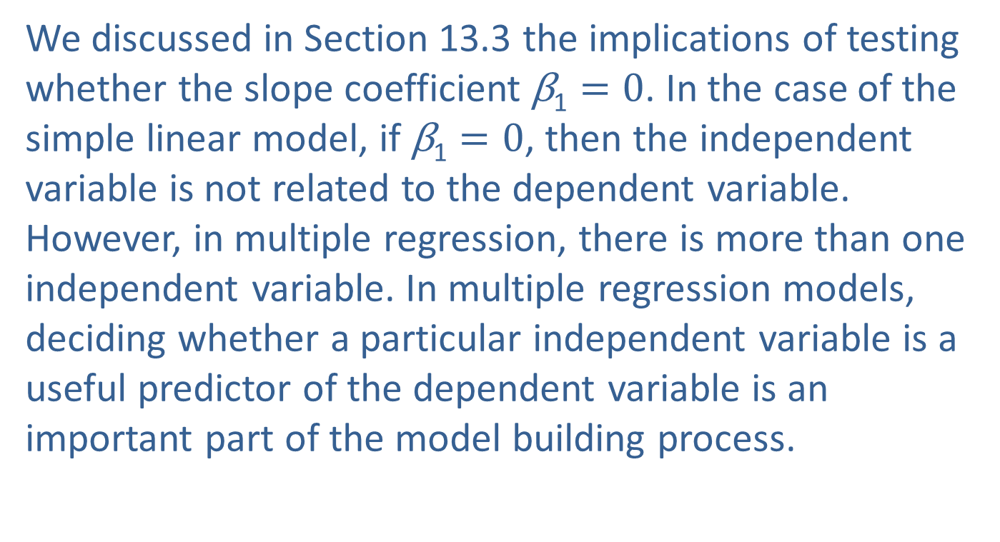 We discussed in Section 13.3 the implications of testing
whether the slope coefficient β₁ = 0. In the case of the
simple linear model, if β₁ = 0, then the independent
variable is not related to the dependent variable.
However, in multiple regression, there is more than one
independent variable. In multiple regression models,
deciding whether a particular independent variable is a
useful predictor of the dependent variable is an
important part of the model building process.